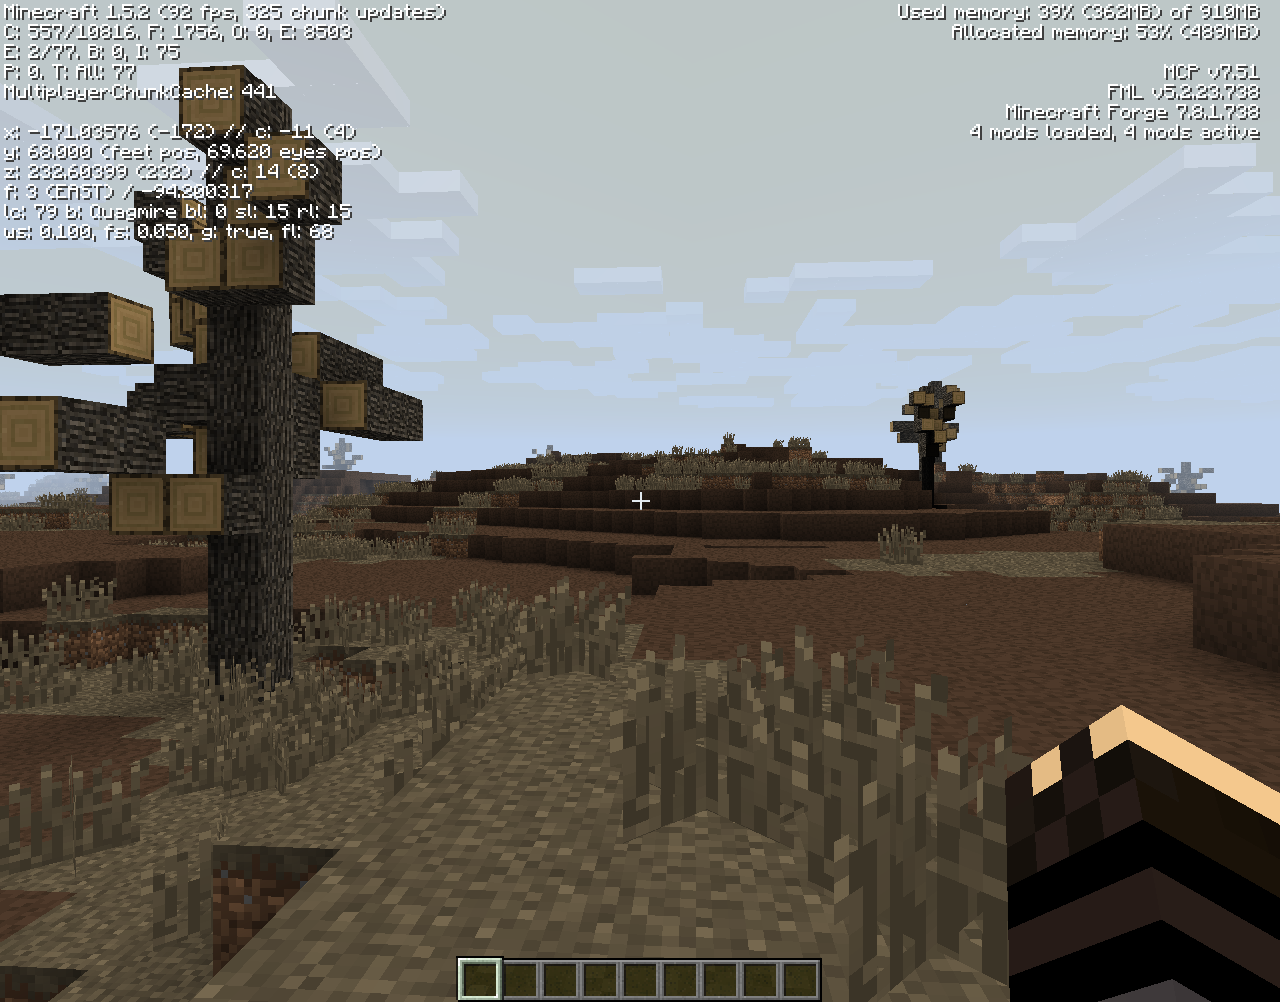 Minecraft 1.5.2 (92 fps, 325 chunk updates)
C: 557/10816. F: 1756, O: 0, E: 8503
E: 2/77. B: 0, I: 75
P: 0. T: All: 77
MultiplayerChunkCache: 441
x: -171.03576 (-172) // c: -11 (4)
y: 68.000 (feet pos, 69.620 eyes pos)
z: 232.60399 (232) // c: 14 (8)
f: 3 (EAST) / -94.200317
lc: 79 b: Quagmire bl: 0 sl: 15 rl: 15
ws: 0.100, fs: 0.050, g: true, fl: 68
Used memory: 39% (362MB) of 910MB
Allocated memory: 53% (489MB)
MCP v7.51
FML v5.2.23.738
Minecraft Forge 7.8.1.738
4 mods loaded, 4 mods active